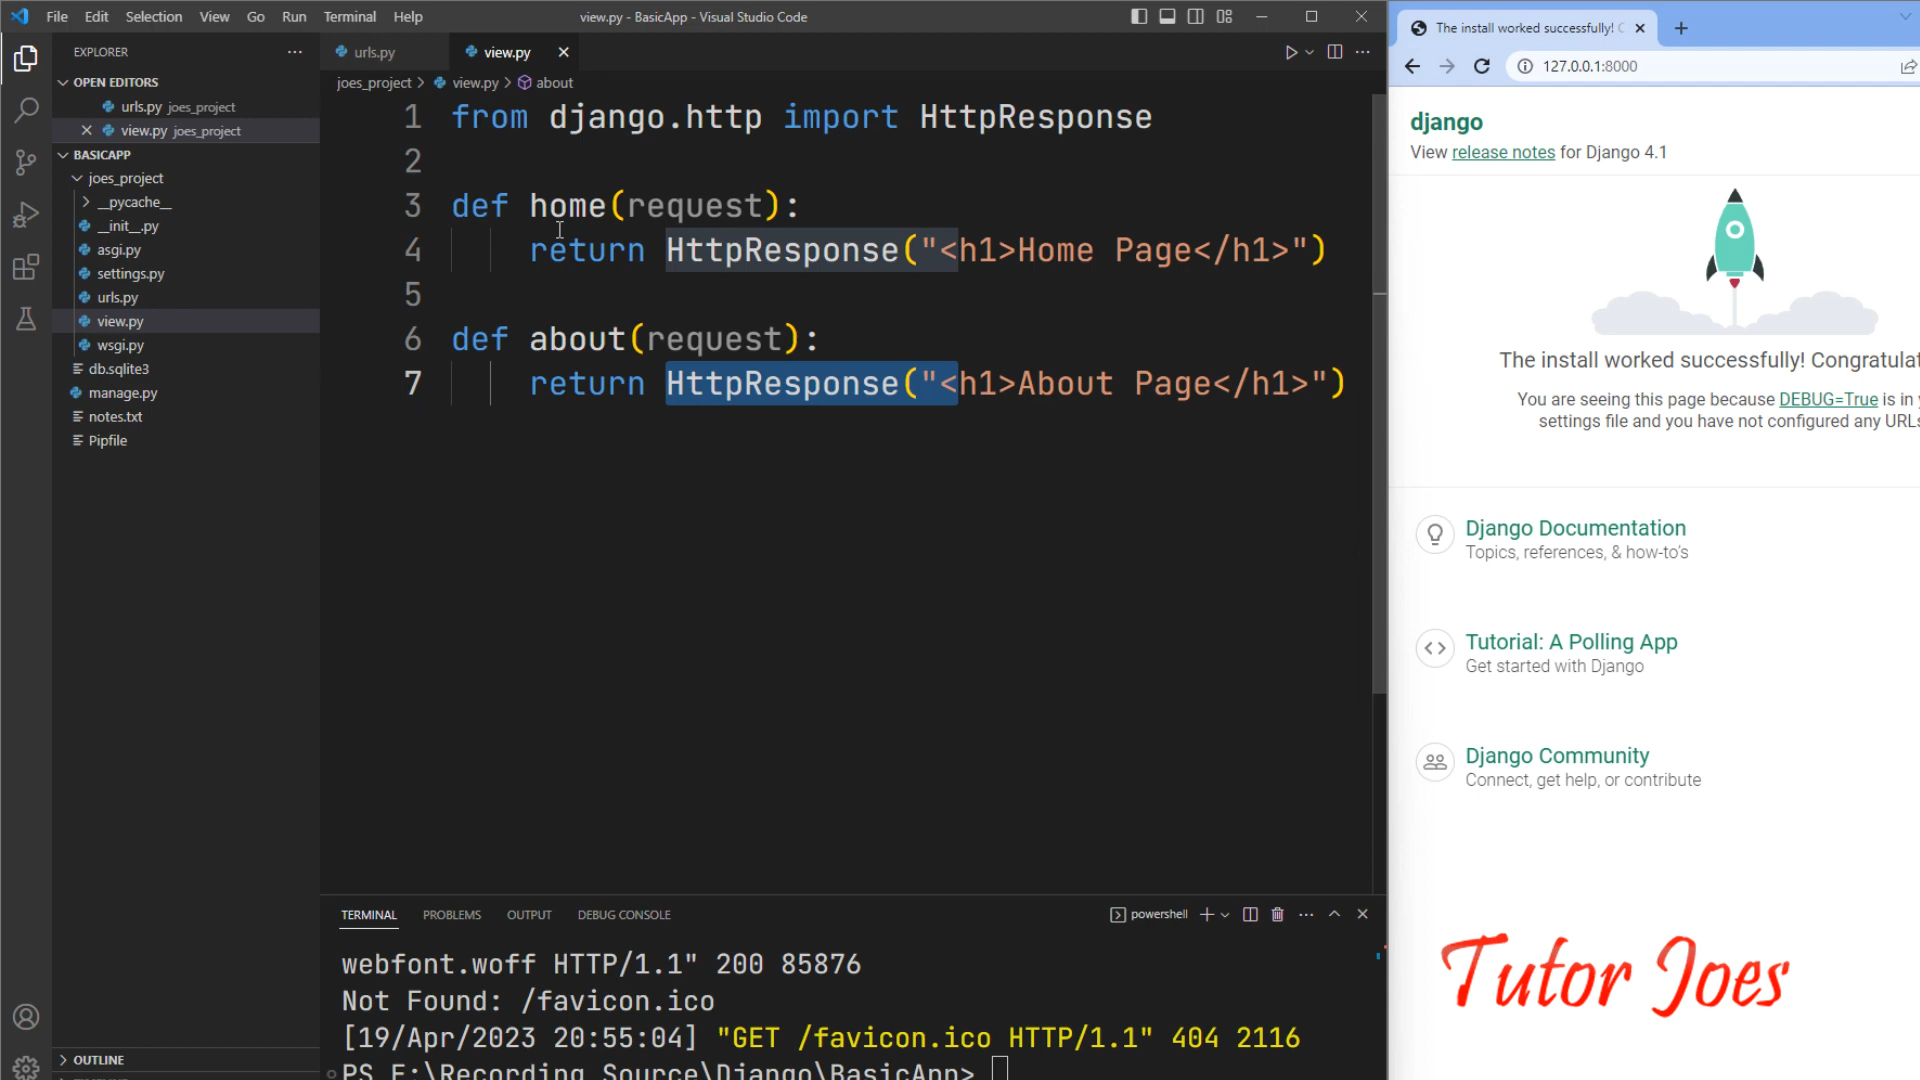 File Edit Selection View Go Run Terminal Help
view.py - BasicApp - Visual Studio Code
EXPLORER
OPEN EDITORS
urls.py joes_project
view.py joes_project
BASICAPP
joes_project
__pycache__
__init__.py
asgi.py
settings.py
urls.py
view.py
wsgi.py
db.sqlite3
manage.py
notes.txt
Pipfile
OUTLINE
urls.py
view.py
joes_project > view.py > about
1 from django.http import HttpResponse
2
3 def home(request):
4 return HttpResponse("<h1>Home Page</h1>")
5
6 def about(request):
7 return HttpResponse("<h1>About Page</h1>")
TERMINAL PROBLEMS OUTPUT DEBUG CONSOLE
powershell
webfont.woff HTTP/1.1" 200 85876
Not Found: /favicon.ico
[19/Apr/2023 20:55:04] "GET /favicon.ico HTTP/1.1" 404 2116
PS E:\Recording Source\Django\BasicApp>
The install worked successfully!
127.0.0.1:8000
django
View release notes for Django 4.1
The install worked successfully! Congratulat
You are seeing this page because DEBUG=True is in y
settings file and you have not configured any URLs
Django Documentation
Topics, references, & how-to's
Tutorial: A Polling App
Get started with Django
Django Community
Connect, get help, or contribute
Tutor Joes